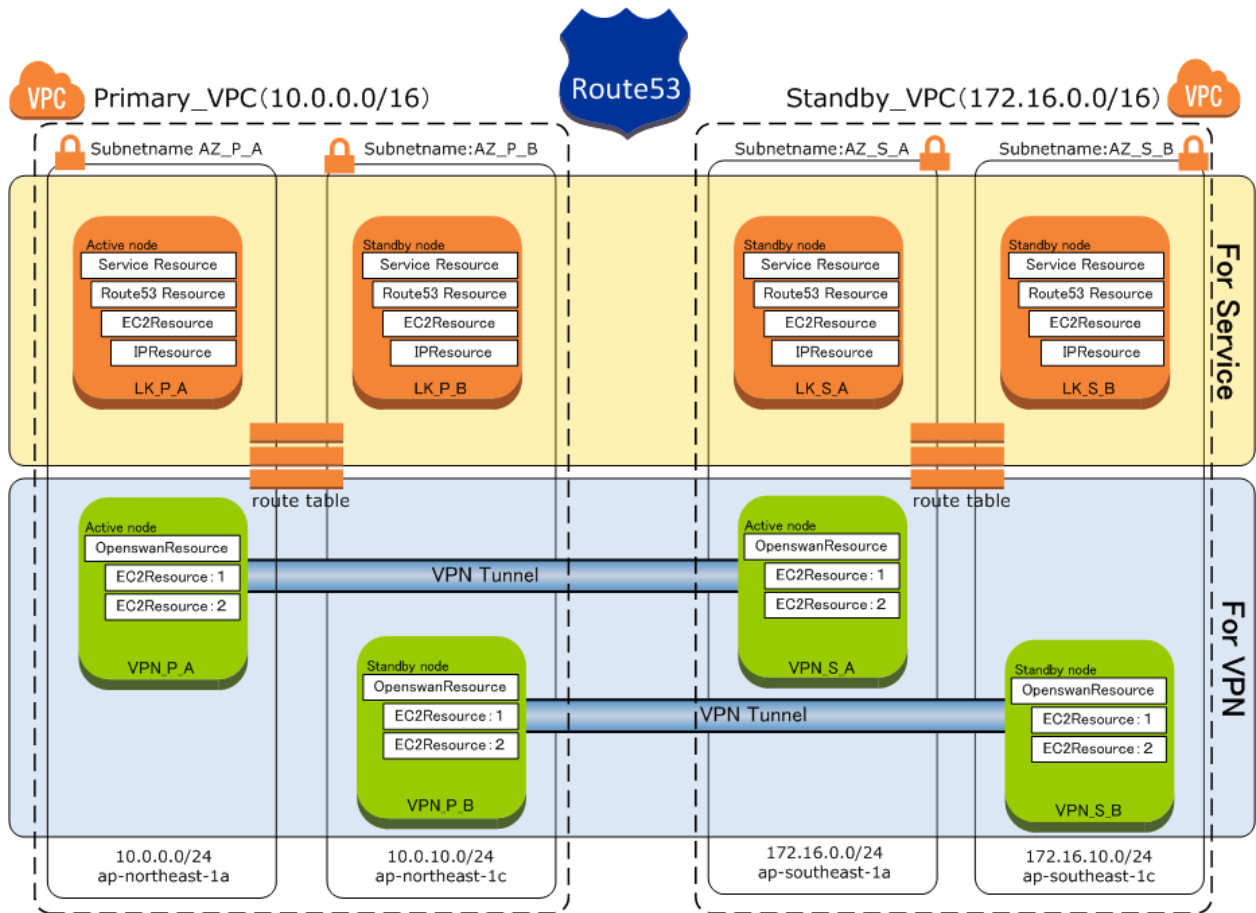 Route53
VPC
Primary_VPC(10.0.0.0/16)
Standby_VPC(172.16.0.0/16)
VPC
Subnetname AZ_P_A
Subnetname:AZ_P_B
Subnetname:AZ_S_A
Subnetname:AZ_S_B
Active node
Service Resource
Route53 Resource
EC2Resource
IPResource
LK_P_A
Standby node
Service Resource
Route53 Resource
EC2Resource
IPResource
LK_P_B
Standby node
Service Resource
Route53 Resource
EC2Resource
IPResource
LK_S_A
Standby node
Service Resource
Route53 Resource
EC2Resource
IPResource
LK_S_B
For Service
route table
route table
Active node
OpenswanResource
EC2Resource:1
EC2Resource:2
VPN_P_A
VPN Tunnel
Active node
OpenswanResource
EC2Resource:1
EC2Resource:2
VPN_S_A
For VPN
Standby node
OpenswanResource
EC2Resource:1
EC2Resource:2
VPN_P_B
VPN Tunnel
Standby node
OpenswanResource
EC2Resource:1
EC2Resource:2
VPN_S_B
10.0.0.0/24
ap-northeast-1a
10.0.10.0/24
ap-northeast-1c
172.16.0.0/24
ap-southeast-1a
172.16.10.0/24
ap-southeast-1c